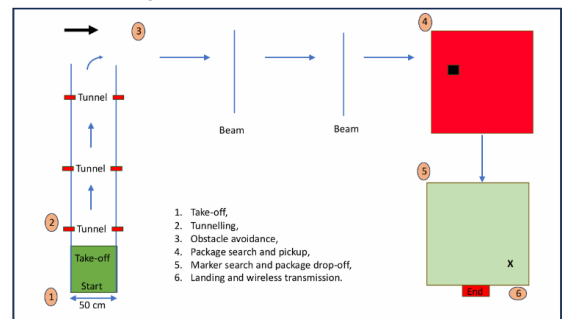 3
4
Tunnel
Beam
Beam
Tunnel
5
2
Tunnel
Take-off
Start
1
50 cm
1. Take-off,
2. Tunnelling,
3. Obstacle avoidance,
4. Package search and pickup,
5. Marker search and package drop-off,
6. Landing and wireless transmission.
X
End
6